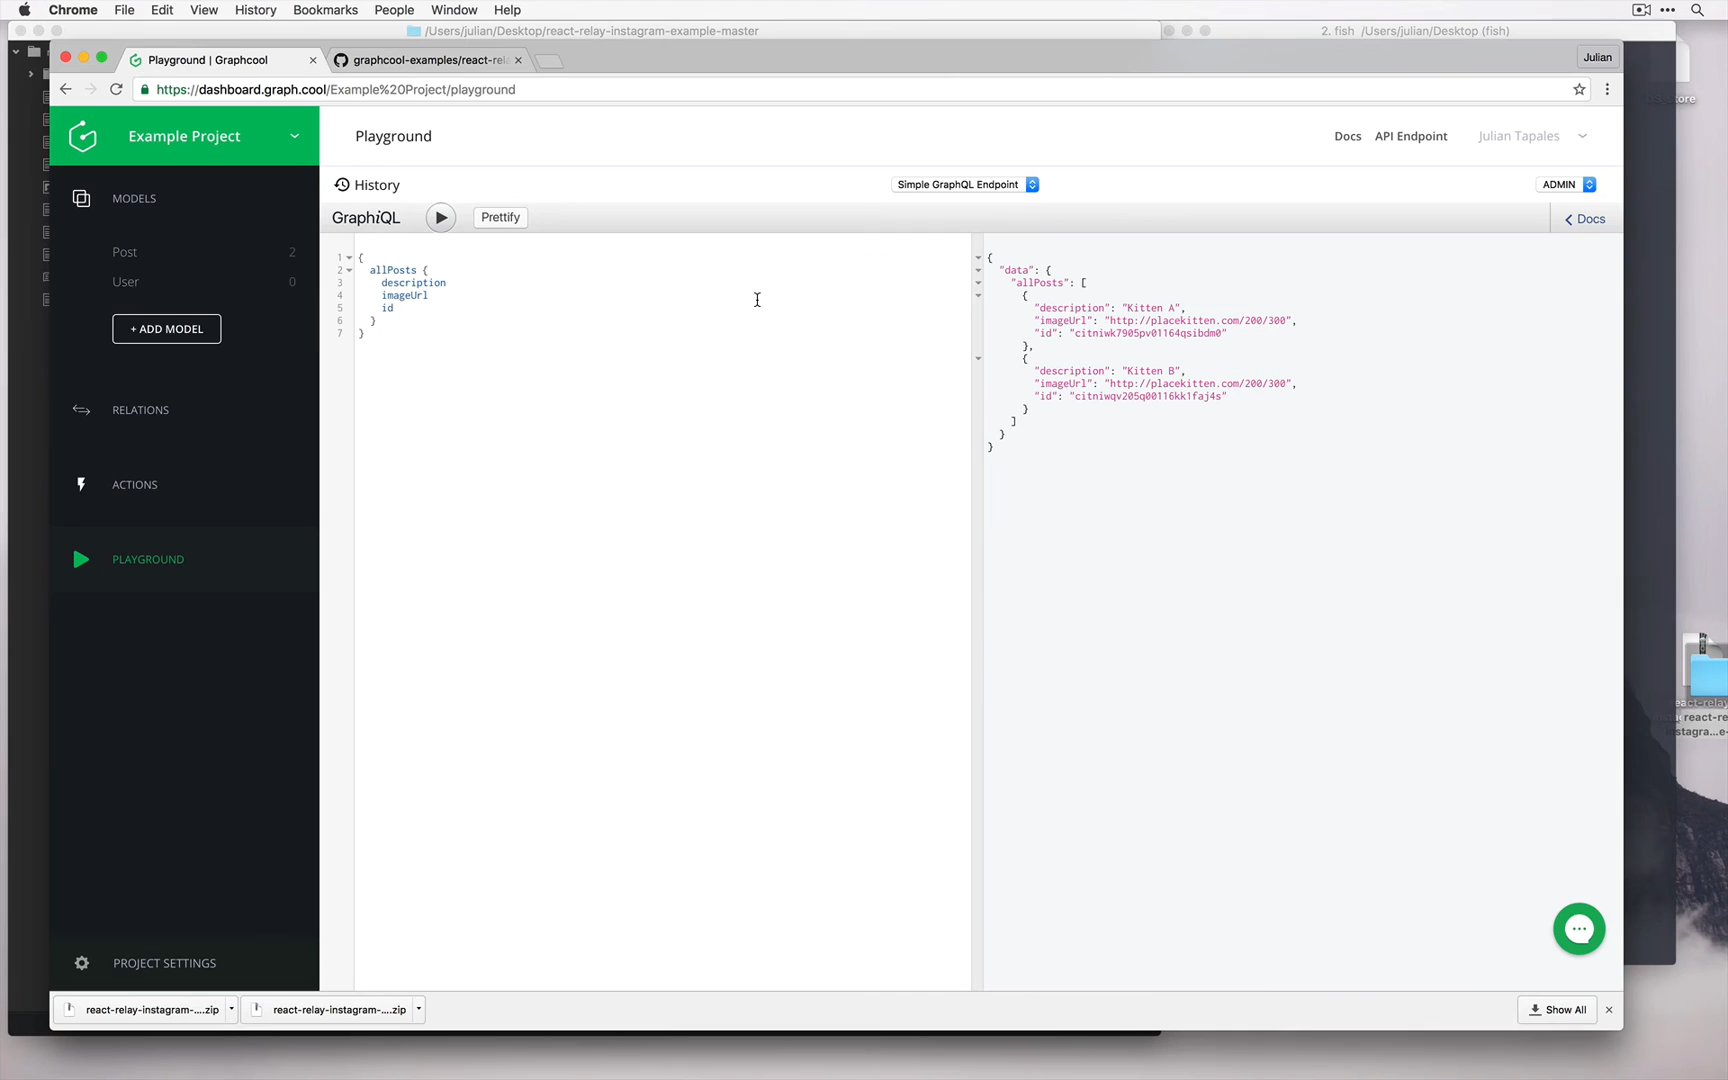 Chrome File Edit View History Bookmarks People Window Help
/Users/julian/Desktop/react-relay-instagram-example-master
2. fish /Users/julian/Desktop (fish)
Playground | Graphcool
graphcool-examples/react-rel
Julian
https://dashboard.graph.cool/Example%20Project/playground
Example Project
Playground
Docs API Endpoint Julian Tapales
History
Simple GraphQL Endpoint
ADMIN
GraphiQL
Prettify
Docs
MODELS
Post 2
User 0
+ ADD MODEL
RELATIONS
ACTIONS
PLAYGROUND
PROJECT SETTINGS
1 {
2 allPosts {
3 description
4 imageUrl
5 id
6 }
7 }
{
"data": {
"allPosts": [
{
"description": "Kitten A",
"imageUrl": "http://placekitten.com/200/300",
"id": "citniwk7905pv01164qsibdm0"
},
{
"description": "Kitten B",
"imageUrl": "http://placekitten.com/200/300",
"id": "citniwqv205q00116kk1faj4s"
}
]
}
}
react-relay-instagram-....zip
react-relay-instagram-....zip
Show All